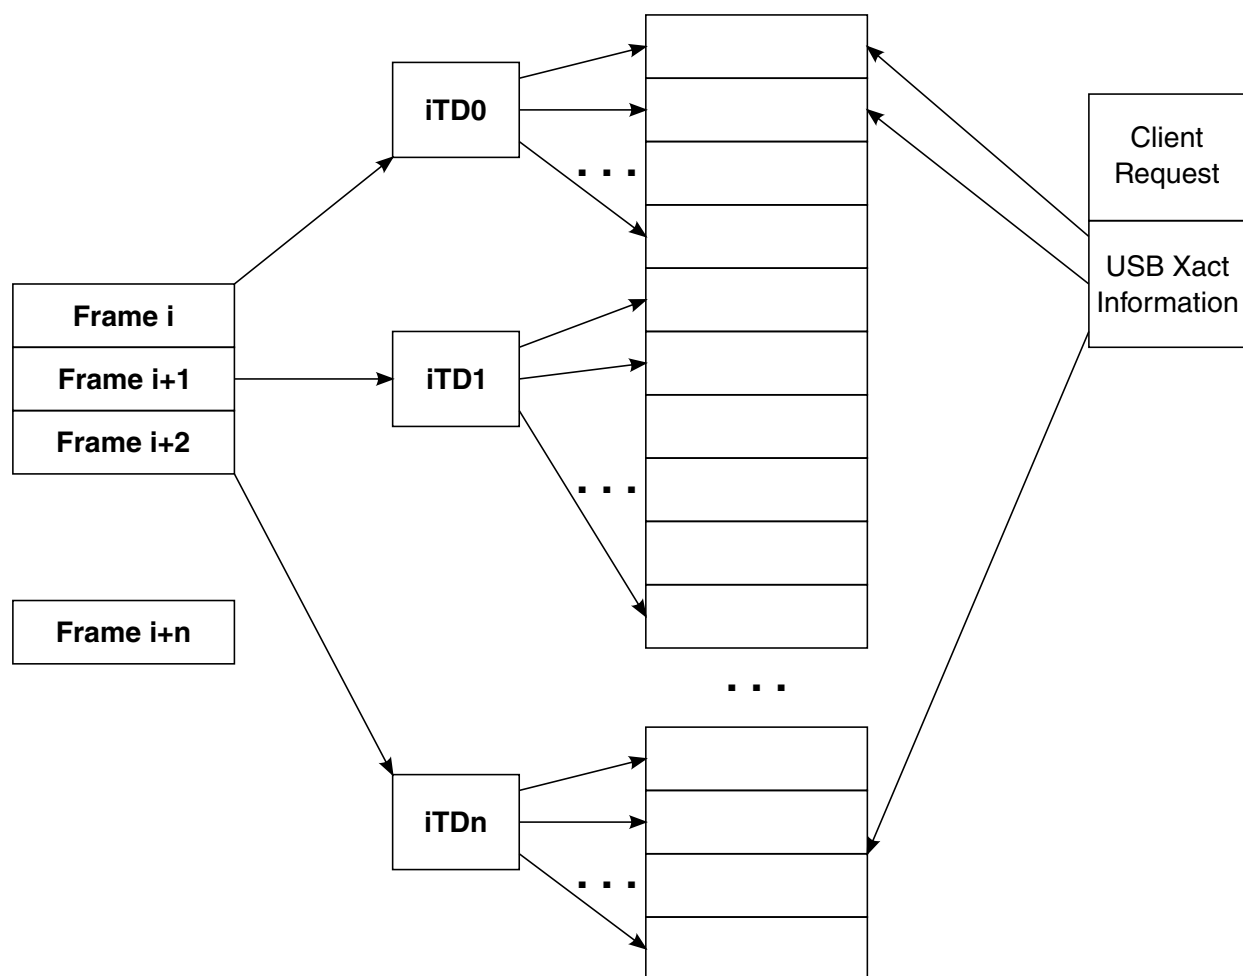 iTD0
. . .
Client
Request
USB Xact
Information
Frame i
Frame i+1
Frame i+2
iTD1
. . .
Frame i+n
. . .
iTDn
. . .